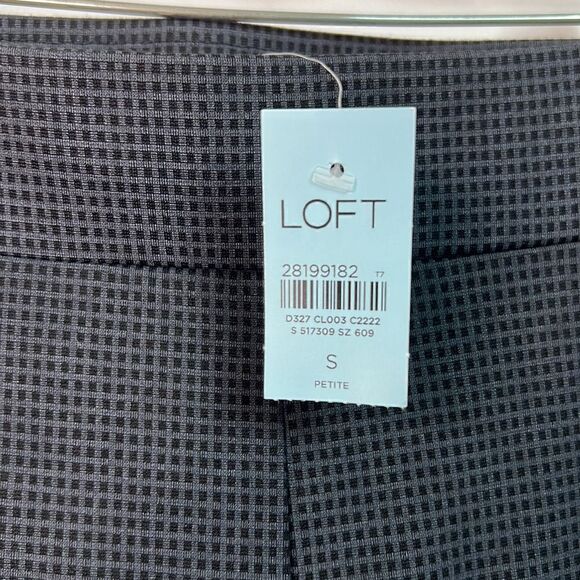 LOFT
28199182 T7
D327 CL003 C2222
S 517309 SZ 609
S
PETITE